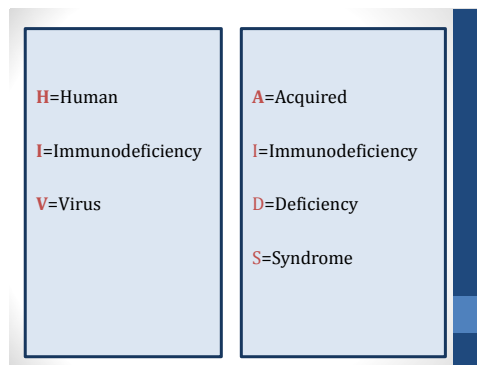 H=Human
I=Immunodeficiency
V=Virus
A=Acquired
I=Immunodeficiency
D=Deficiency
S=Syndrome